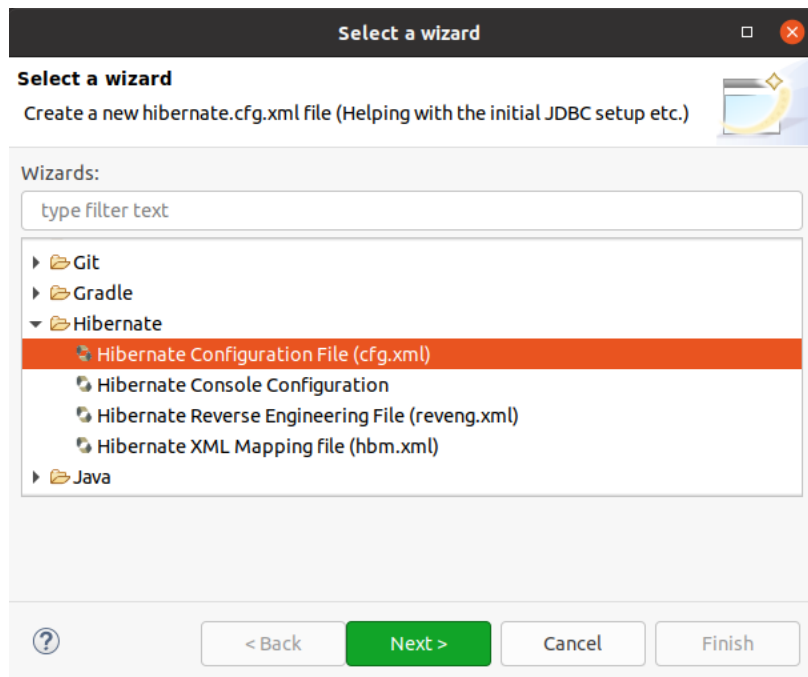 Select a wizard
Select a wizard
Create a new hibernate.cfg.xml file (Helping with the initial JDBC setup etc.)
Wizards:
type filter text
Git
Gradle
Hibernate
Hibernate Configuration File (cfg.xml)
Hibernate Console Configuration
Hibernate Reverse Engineering File (reveng.xml)
Hibernate XML Mapping file (hbm.xml)
Java
? < Back Next > Cancel Finish